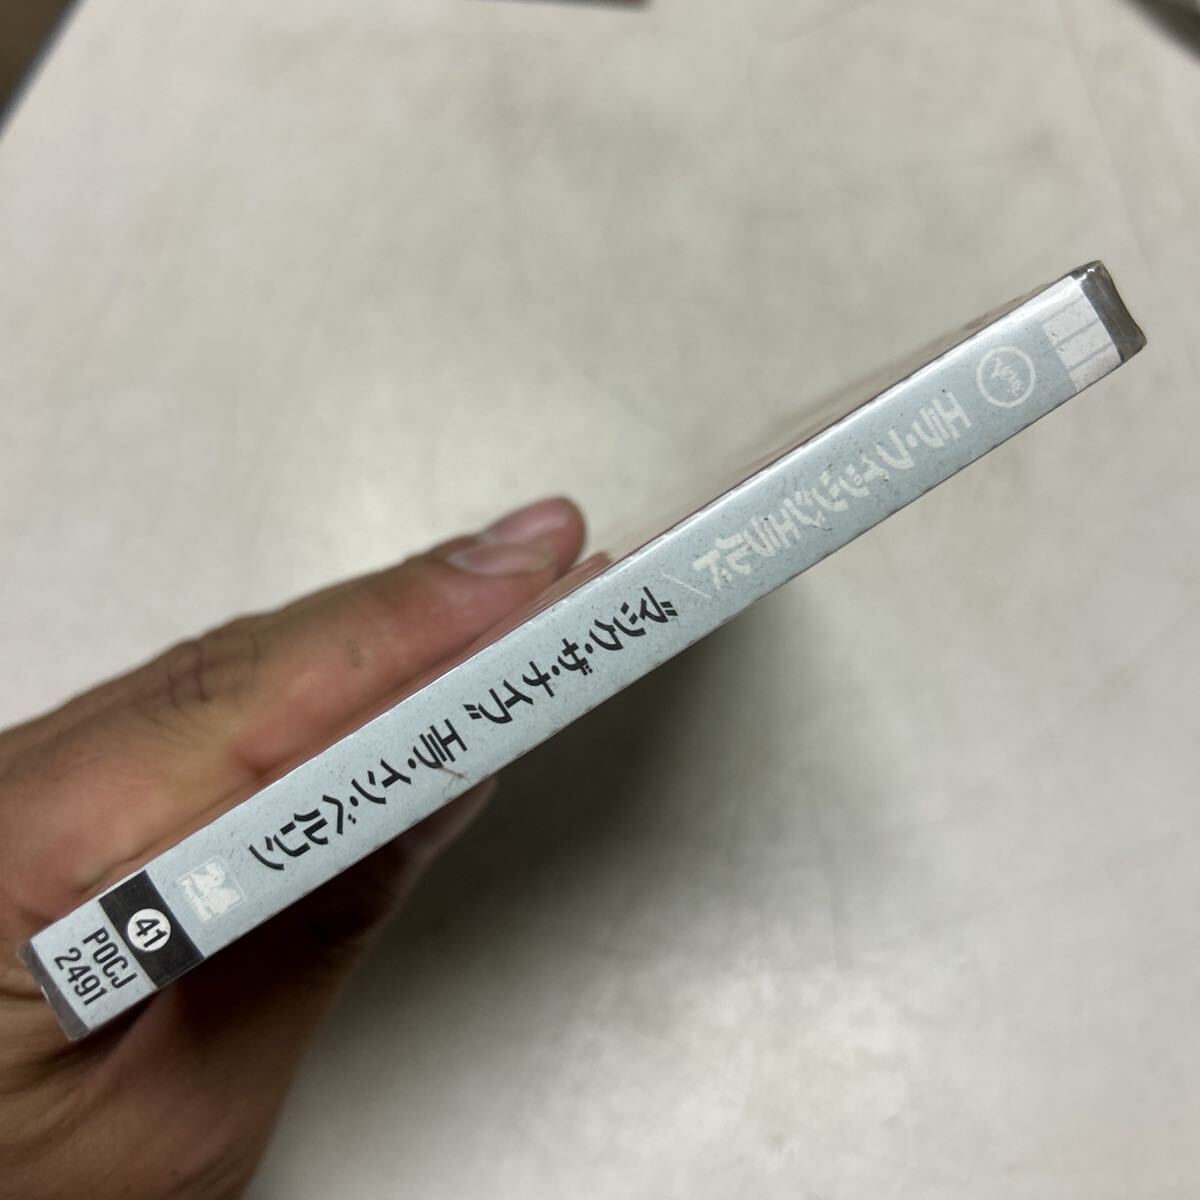 Verve
エラ・フィッツジェラルド
マック・ザ・ナイフ エラ・イン・ベルリン
41
POCJ
2491